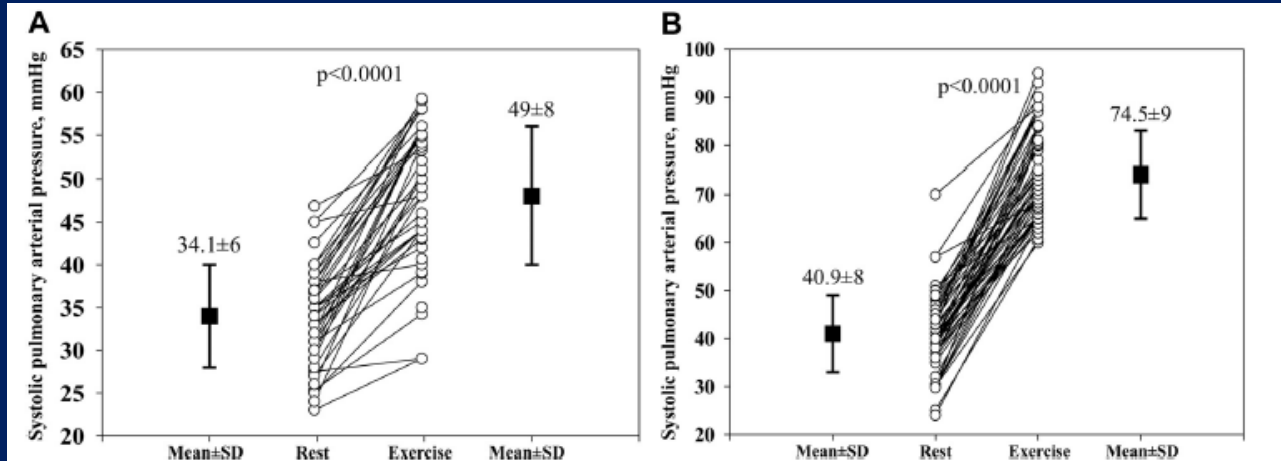 A
Systolic pulmonary arterial pressure, mmHg
65
60
55
50
45
40
35
30
25
20
p<0.0001
34.1±6
49±8
Mean±SD Rest Exercise Mean±SD
B
Systolic pulmonary arterial pressure, mmHg
100
90
80
70
60
50
40
30
20
p<0.0001
40.9±8
74.5±9
Mean±SD Rest Exercise Mean±SD